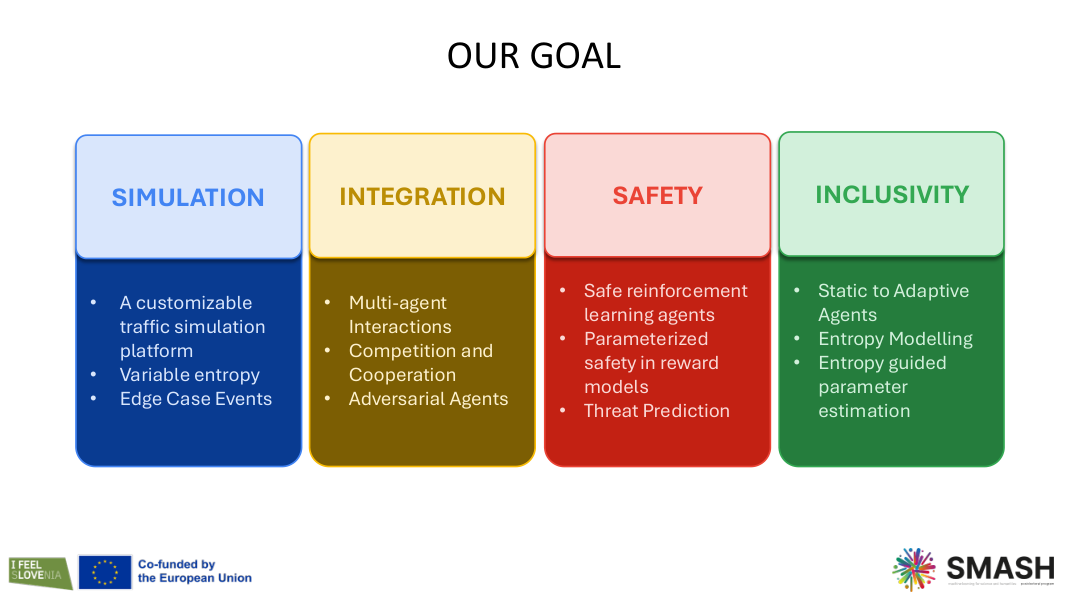 OUR GOAL
SIMULATION
• A customizable
traffic simulation
platform
• Variable entropy
• Edge Case Events
INTEGRATION
• Multi-agent
Interactions
• Competition and
Cooperation
• Adversarial Agents
SAFETY
• Safe reinforcement
learning agents
• Parameterized
safety in reward
models
• Threat Prediction
INCLUSIVITY
• Static to Adaptive
Agents
• Entropy Modelling
• Entropy guided
parameter
estimation
I FEEL
SLOVENIA
Co-funded by
the European Union
SMASH